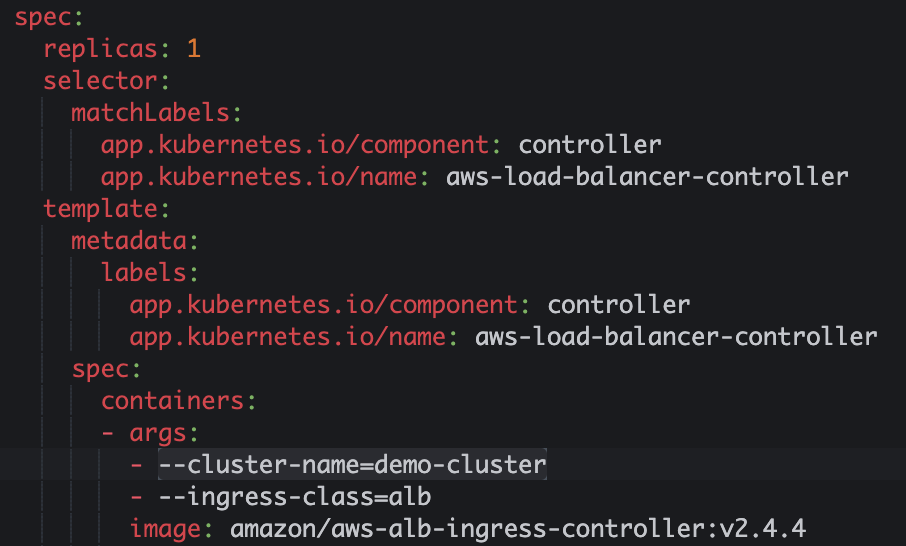 spec:
  replicas: 1
  selector:
    matchLabels:
      app.kubernetes.io/component: controller
      app.kubernetes.io/name: aws-load-balancer-controller
  template:
    metadata:
      labels:
        app.kubernetes.io/component: controller
        app.kubernetes.io/name: aws-load-balancer-controller
    spec:
      containers:
      - args:
        - --cluster-name=demo-cluster
        - --ingress-class=alb
        image: amazon/aws-alb-ingress-controller:v2.4.4